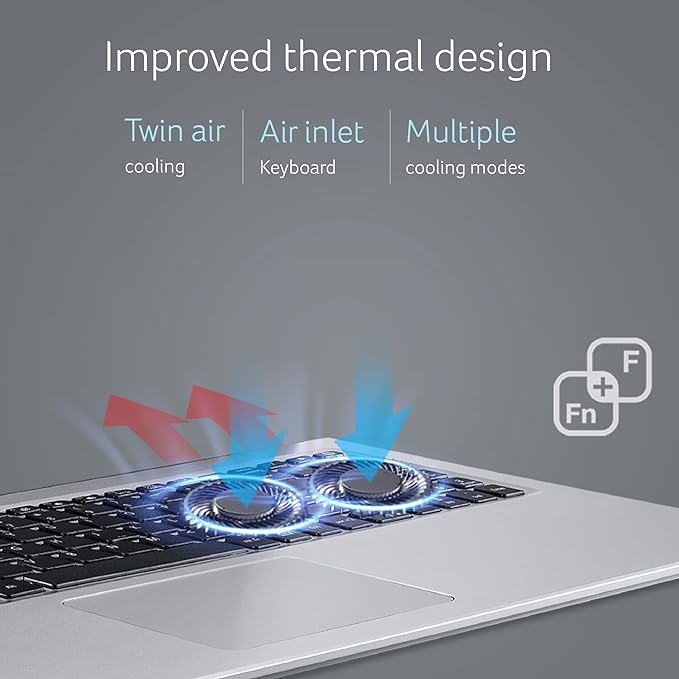 Improved thermal design
Twin air
cooling
Air inlet
Keyboard
Multiple
cooling modes
F
+
Fn